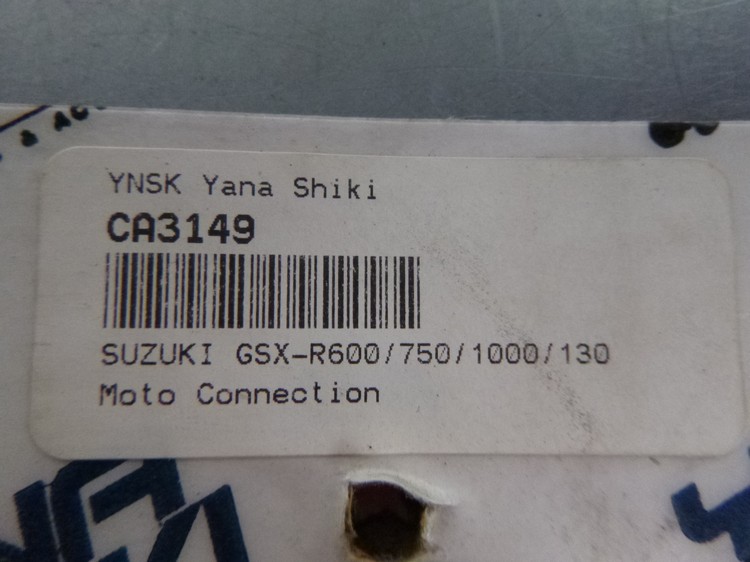 YNSK Yana Shiki
CA3149
SUZUKI GSX-R600/750/1000/130
Moto Connection